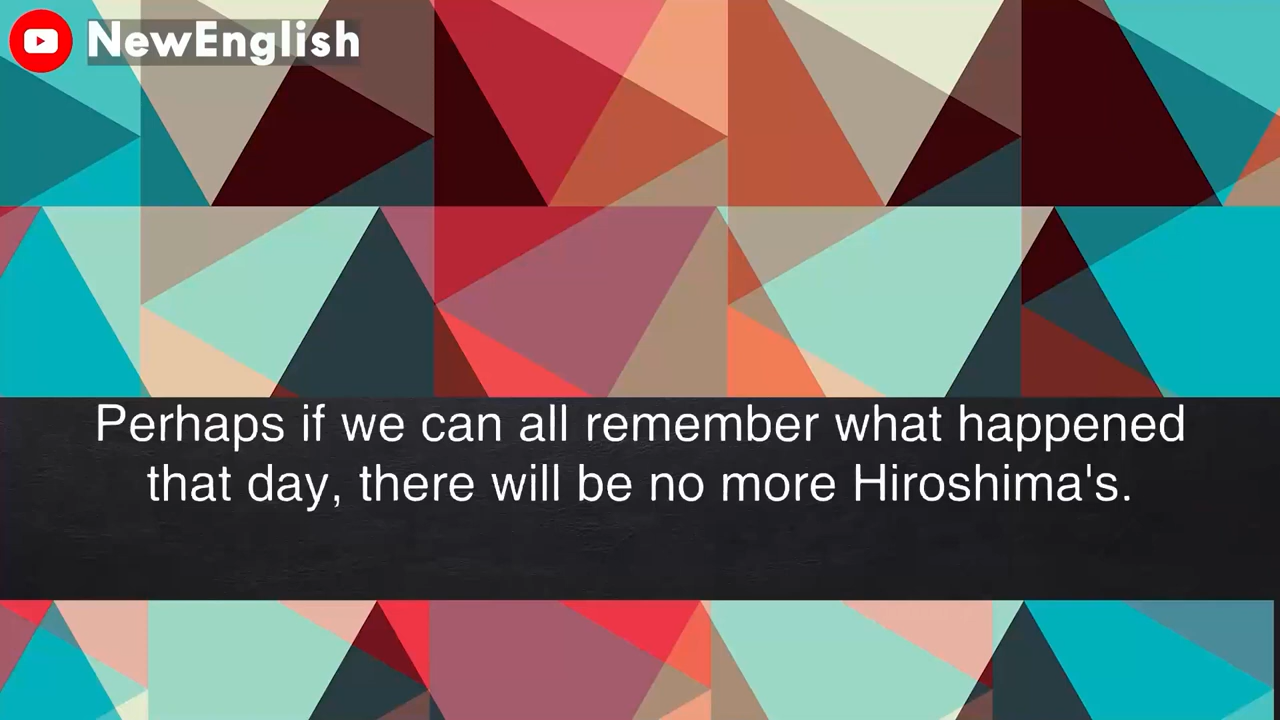 NewEnglish
Perhaps if we can all remember what happened
that day, there will be no more Hiroshima's.